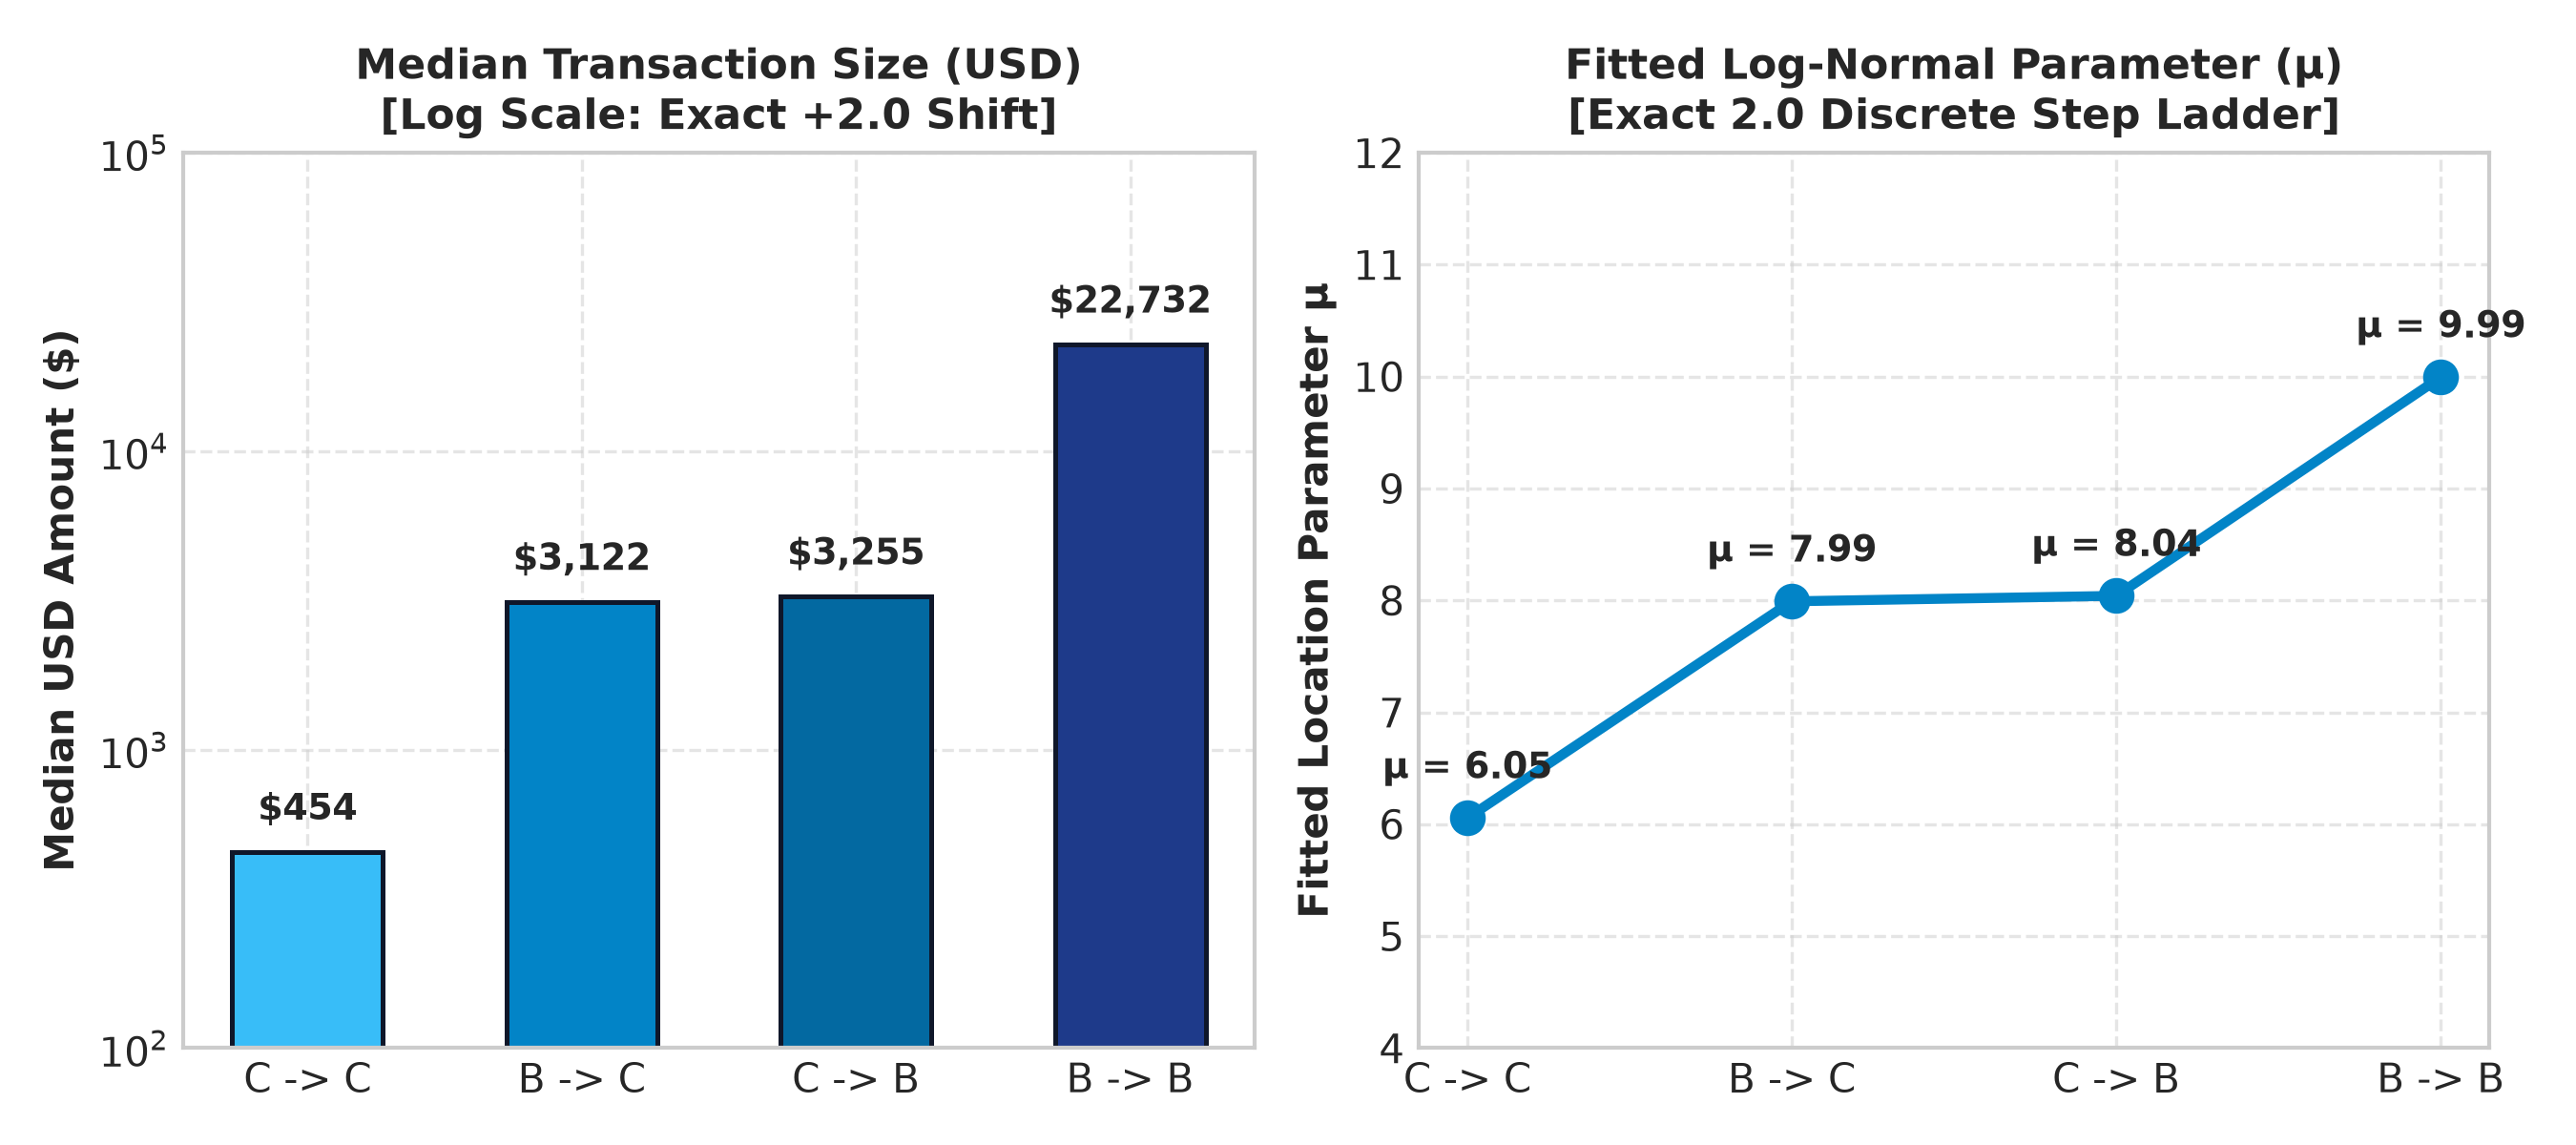 Median Transaction Size (USD)
[Log Scale: Exact +2.0 Shift]
Median USD Amount ($)
10⁵
10⁴
10³
10²
$454
$3,122
$3,255
$22,732
C -> C
B -> C
C -> B
B -> B
Fitted Log-Normal Parameter (μ)
[Exact 2.0 Discrete Step Ladder]
Fitted Location Parameter μ
12
11
10
9
8
7
6
5
4
μ = 6.05
μ = 7.99
μ = 8.04
μ = 9.99
C -> C
B -> C
C -> B
B -> B